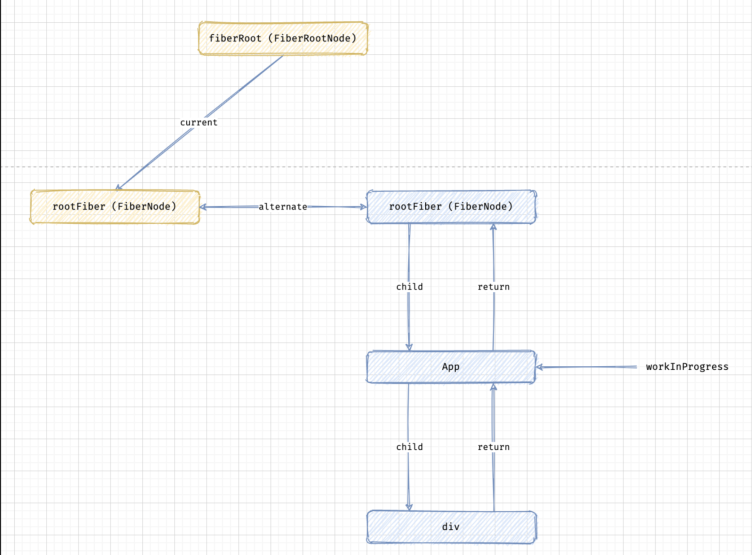 fiberRoot (FiberRootNode)
current
rootFiber (FiberNode)
alternate
rootFiber (FiberNode)
child
return
App
workInProgress
child
return
div